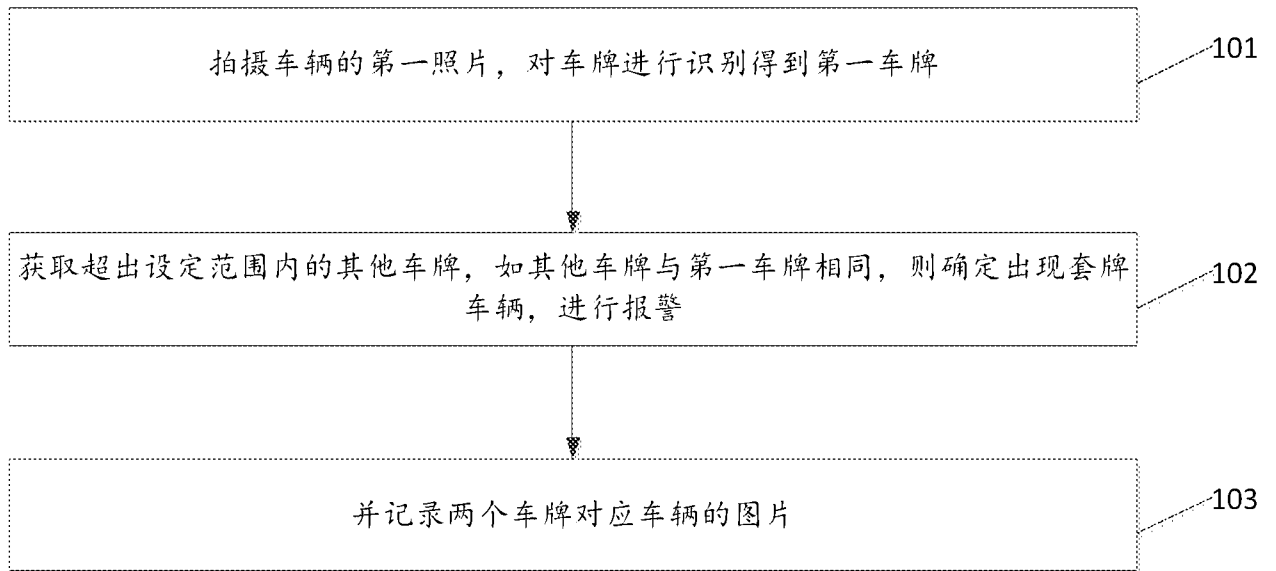 拍摄车辆的第一照片，对车牌进行识别得到第一车牌
101
获取超出设定范围内的其他车牌，如其他车牌与第一车牌相同，则确定出现套牌
车辆，进行报警
102
并记录两个车牌对应车辆的图片
103